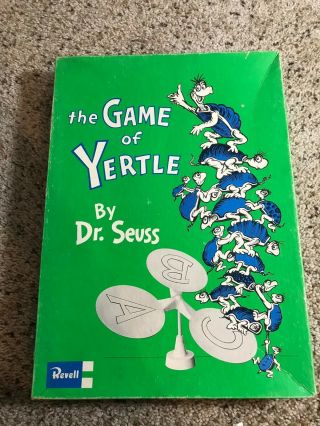 the GAME
of
YERTLE
By
Dr. Seuss
B
A
C
Revell